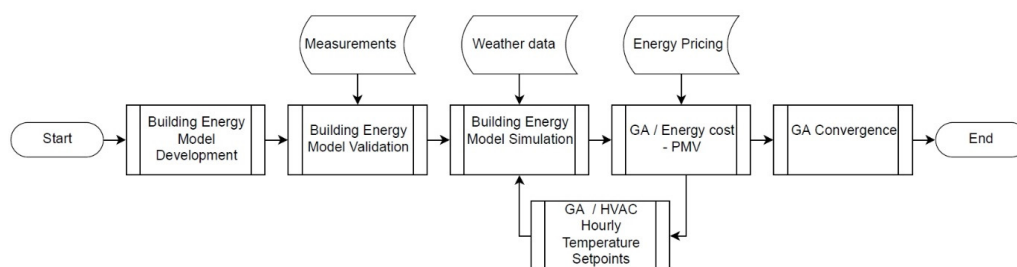 Measurements
Weather data
Energy Pricing
Start
Building Energy
Model
Development
Building Energy
Model Validation
Building Energy
Model Simulation
GA / Energy cost
- PMV
GA Convergence
End
GA / HVAC
Hourly
Temperature
Setpoints